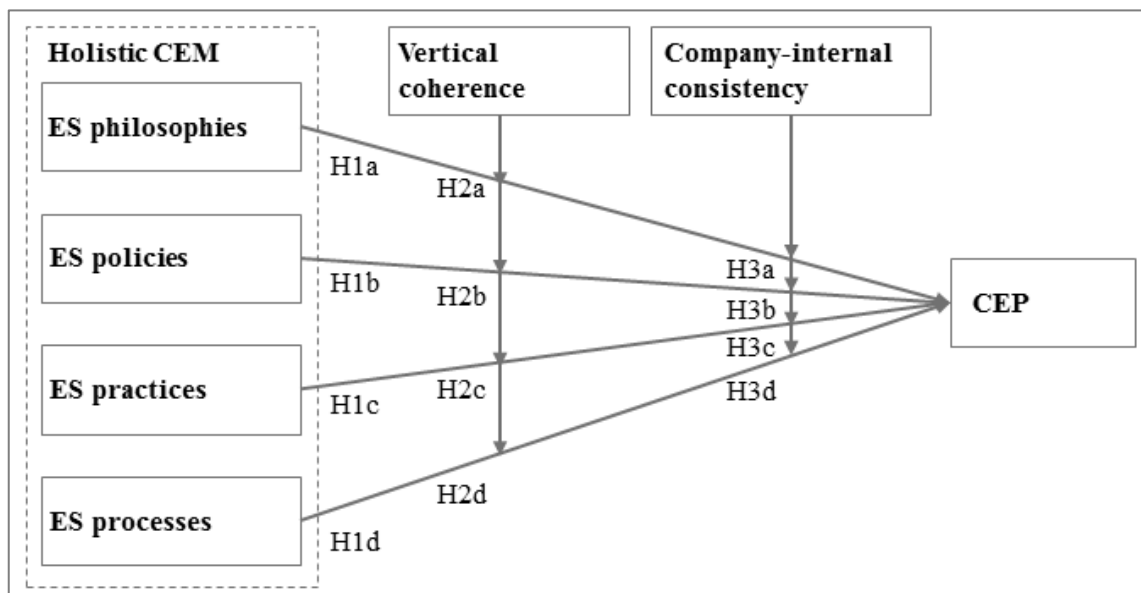 Holistic CEM
Vertical
coherence
Company-internal
consistency
ES philosophies
H1a
H2a
ES policies
H1b
H2b
H3a
H3b
CEP
ES practices
H1c
H2c
H3c
H3d
ES processes
H1d
H2d